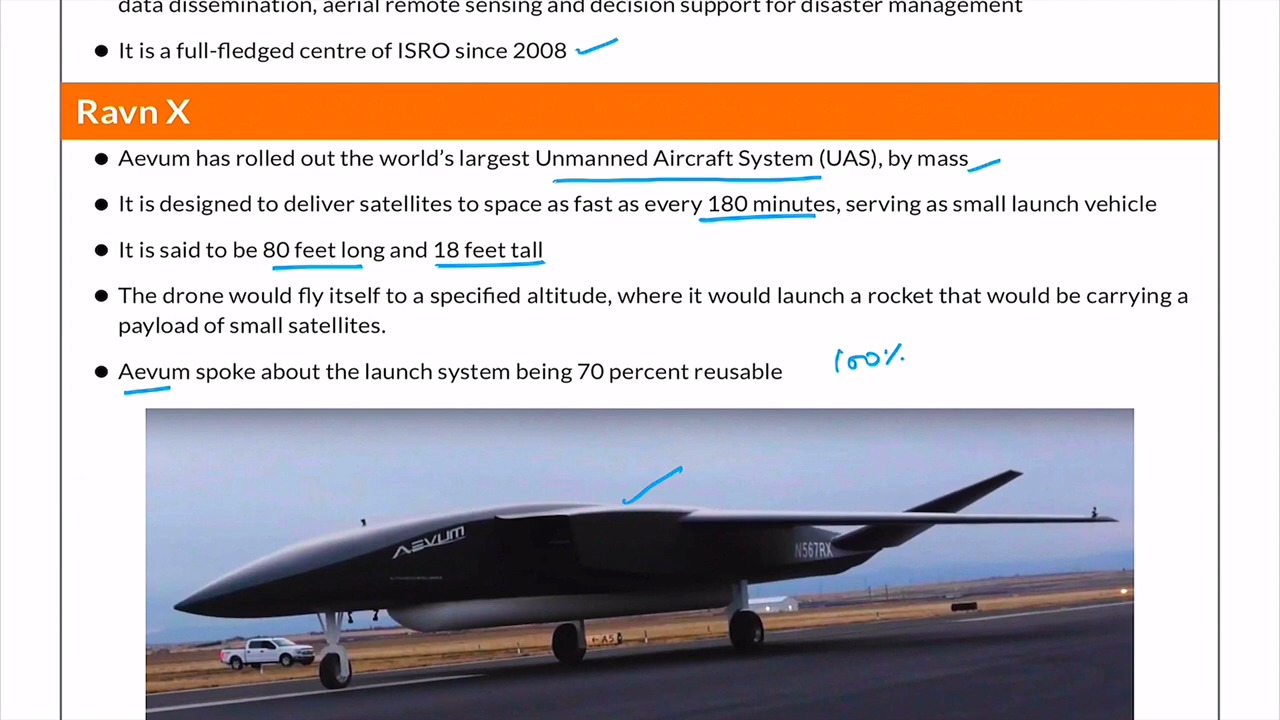 data dissemination, aerial remote sensing and decision support for disaster management
● It is a full-fledged centre of ISRO since 2008
Ravn X
● Aevum has rolled out the world's largest Unmanned Aircraft System (UAS), by mass
● It is designed to deliver satellites to space as fast as every 180 minutes, serving as small launch vehicle
● It is said to be 80 feet long and 18 feet tall
● The drone would fly itself to a specified altitude, where it would launch a rocket that would be carrying a
payload of small satellites.
100%
● Aevum spoke about the launch system being 70 percent reusable
AEVUM
N567RX